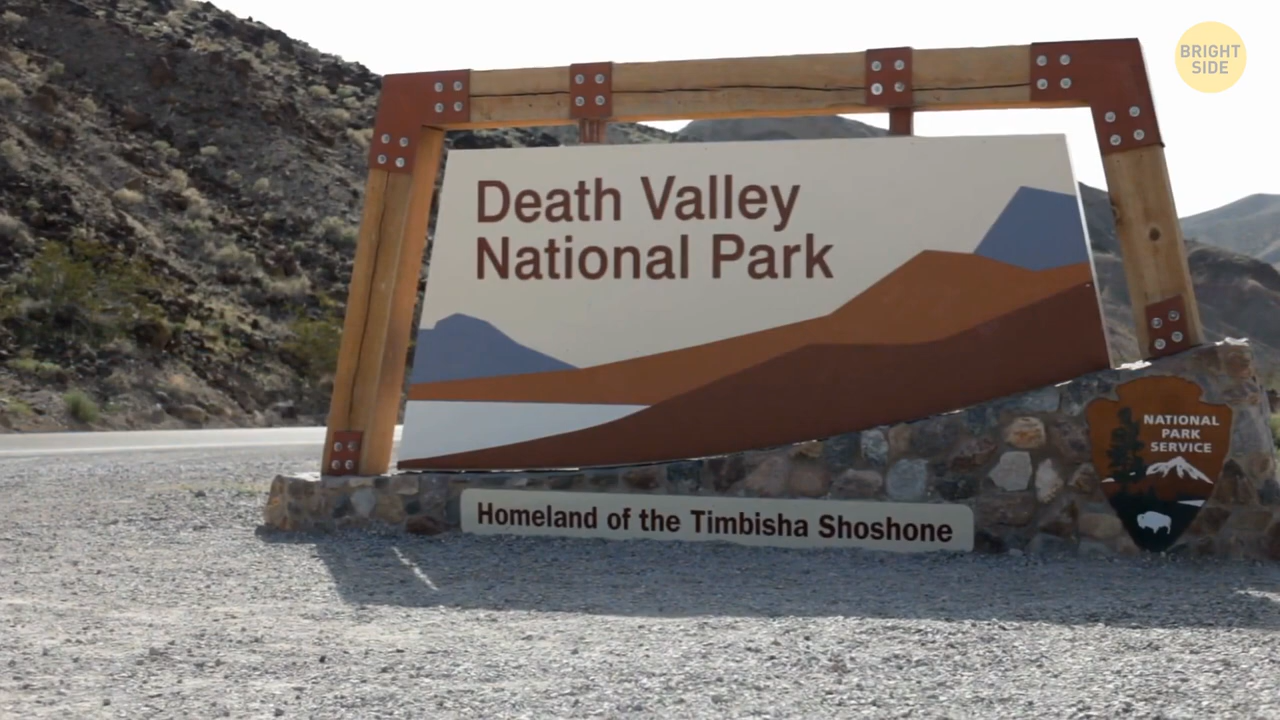 BRIGHT
SIDE
Death Valley
National Park
NATIONAL
PARK
SERVICE
Homeland of the Timbisha Shoshone